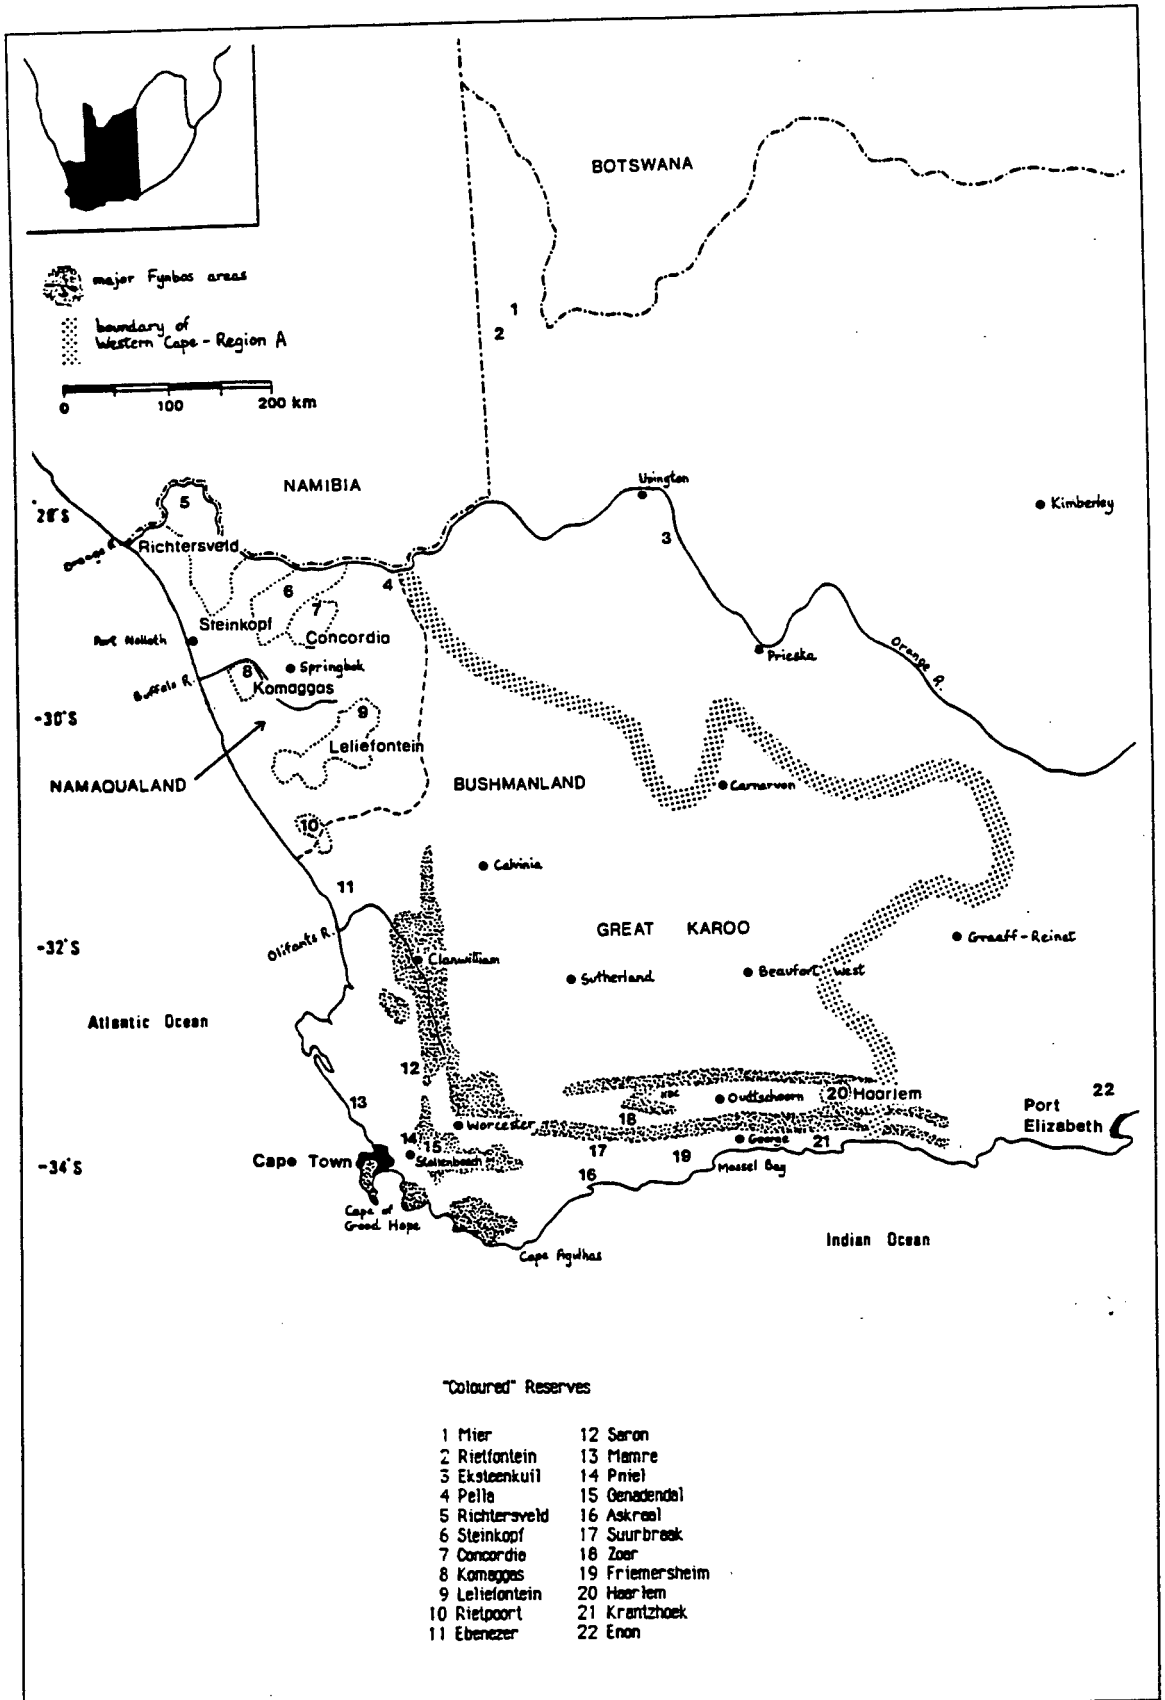 BOTSWANA
major Fynbos areas
boundary of
Western Cape - Region A
0 100 200 km
1
2
NAMIBIA
Upington
Kimberley
28°S
5
3
Orange R.
Richtersveld
4
6
7
Steinkopf
Concordia
Port Nolloth
Prieska
Orange R.
Springbok
8
Buffalo R.
Komaggas
-30°S
9
Leliefontein
NAMAQUALAND
BUSHMANLAND
Carnarvon
10
Calvinia
11
GREAT KAROO
Graaff-Reinet
-32°S
Olifants R.
Clanwilliam
Sutherland
Beaufort West
Atlantic Ocean
12
22
13
Oudtschoorn
20 Haarlem
Port
Elizabeth
18
Worcester
14
15
George
21
17
19
-34°S
Cape Town
Stellenbosch
Mossel Bay
16
Cape of
Good Hope
Indian Ocean
Cape Agulhas
"Coloured" Reserves
1 Mier
2 Rietfontein
3 Eksteenkuil
4 Pella
5 Richtersveld
6 Steinkopf
7 Concordia
8 Komaggas
9 Leliefontein
10 Rietpoort
11 Ebenezer
12 Saron
13 Mamre
14 Pniel
15 Genadendal
16 Askraal
17 Suurbraak
18 Zoar
19 Friemersheim
20 Haarlem
21 Krantzhoek
22 Enon